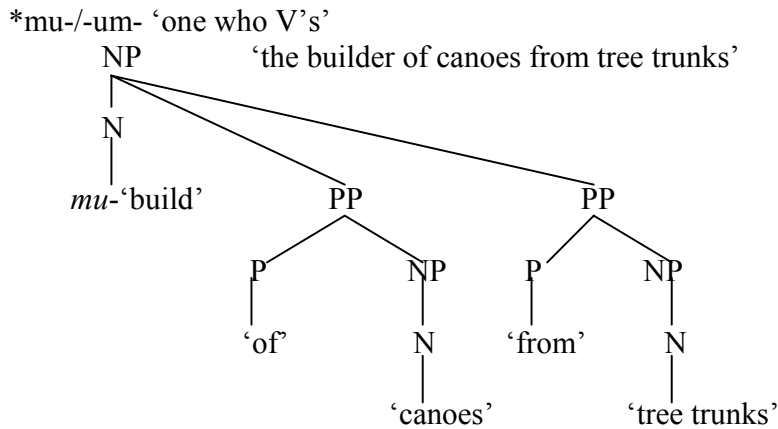 *mu-/-um- ‘one who V’s’
NP ‘the builder of canoes from tree trunks’
N
mu-‘build’ PP PP
P NP P NP
‘of’ N ‘from’ N
‘canoes’ ‘tree trunks’